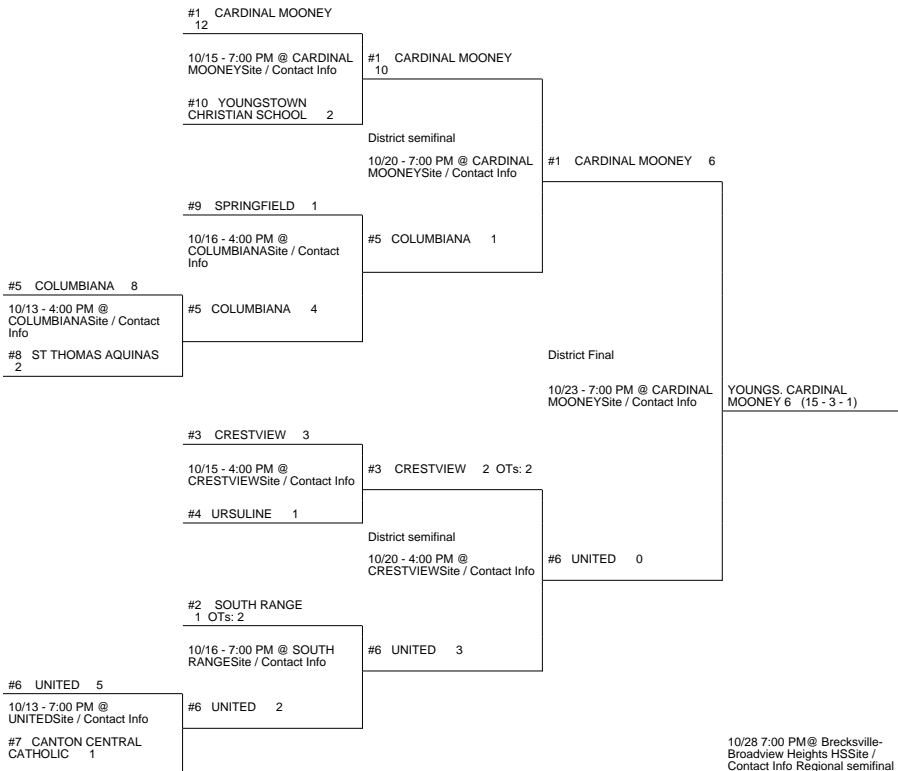 #1 CARDINAL MOONEY
12
10/15 - 7:00 PM @ CARDINAL
MOONEYSite / Contact Info
#10 YOUNGSTOWN
CHRISTIAN SCHOOL 2
#1 CARDINAL MOONEY
10
District semifinal
10/20 - 7:00 PM @ CARDINAL
MOONEYSite / Contact Info
#1 CARDINAL MOONEY 6
#9 SPRINGFIELD 1
10/16 - 4:00 PM @
COLUMBIANASite / Contact
Info
#5 COLUMBIANA 1
#5 COLUMBIANA 8
10/13 - 4:00 PM @
COLUMBIANASite / Contact
Info
#8 ST THOMAS AQUINAS
2
#5 COLUMBIANA 4
District Final
10/23 - 7:00 PM @ CARDINAL
MOONEYSite / Contact Info
YOUNGS. CARDINAL
MOONEY 6 (15 - 3 - 1)
#3 CRESTVIEW 3
10/15 - 4:00 PM @
CRESTVIEWSite / Contact Info
#4 URSULINE 1
#3 CRESTVIEW 2 OTs: 2
District semifinal
10/20 - 4:00 PM @
CRESTVIEWSite / Contact Info
#6 UNITED 0
#2 SOUTH RANGE
1 OTs: 2
10/16 - 7:00 PM @ SOUTH
RANGESite / Contact Info
#6 UNITED 3
#6 UNITED 5
10/13 - 7:00 PM @
UNITEDSite / Contact Info
#7 CANTON CENTRAL
CATHOLIC 1
#6 UNITED 2
10/28 7:00 PM@ Brecksville-
Broadview Heights HSSite /
Contact Info Regional semifinal